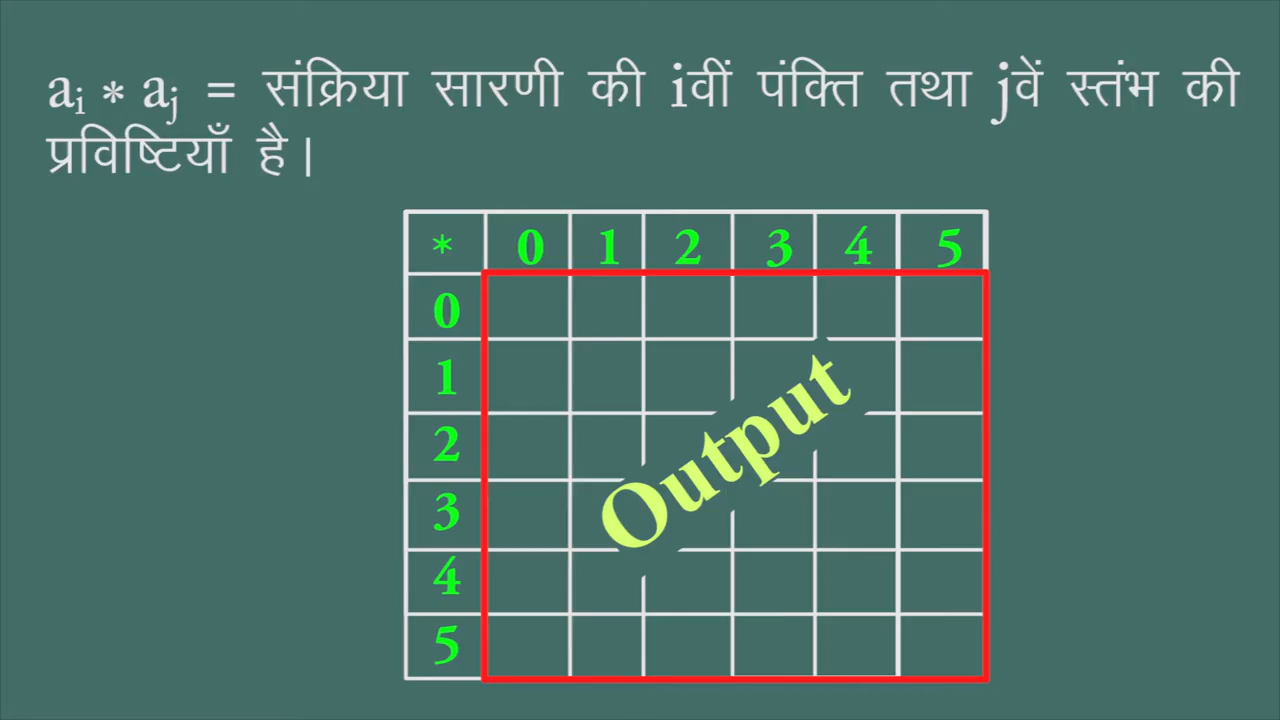 aᵢ * aⱼ = संक्रिया सारणी की iवीं पंक्ति तथा jवें स्तंभ की
प्रविष्टियाँ है।
* 0 1 2 3 4 5
0
1
2
3
4
5
Output